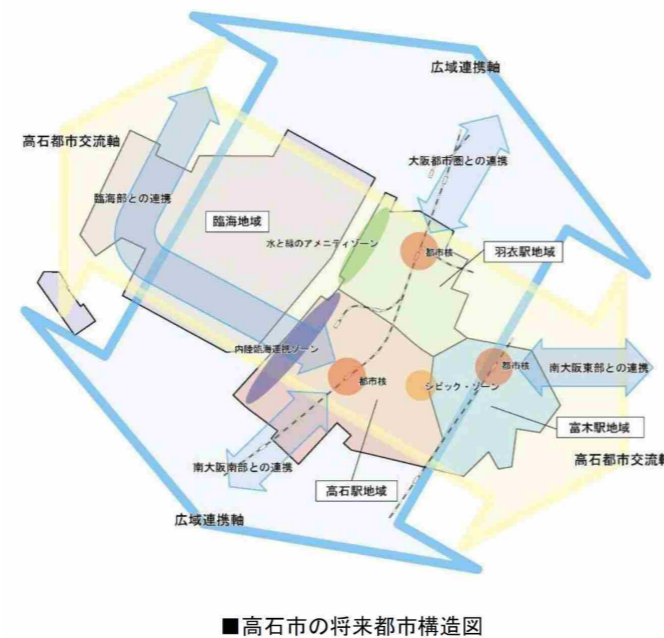 広域連携軸
高石都市交流軸
大阪都市圏との連携
臨海部との連携
臨海地域
水と緑のアメニティゾーン
都市核
羽衣駅地域
内陸臨海連携ゾーン
都市核
都市核
南大阪東部との連携
シビック・ゾーン
富木駅地域
高石都市交流軸
南大阪南部との連携
高石駅地域
広域連携軸
■高石市の将来都市構造図